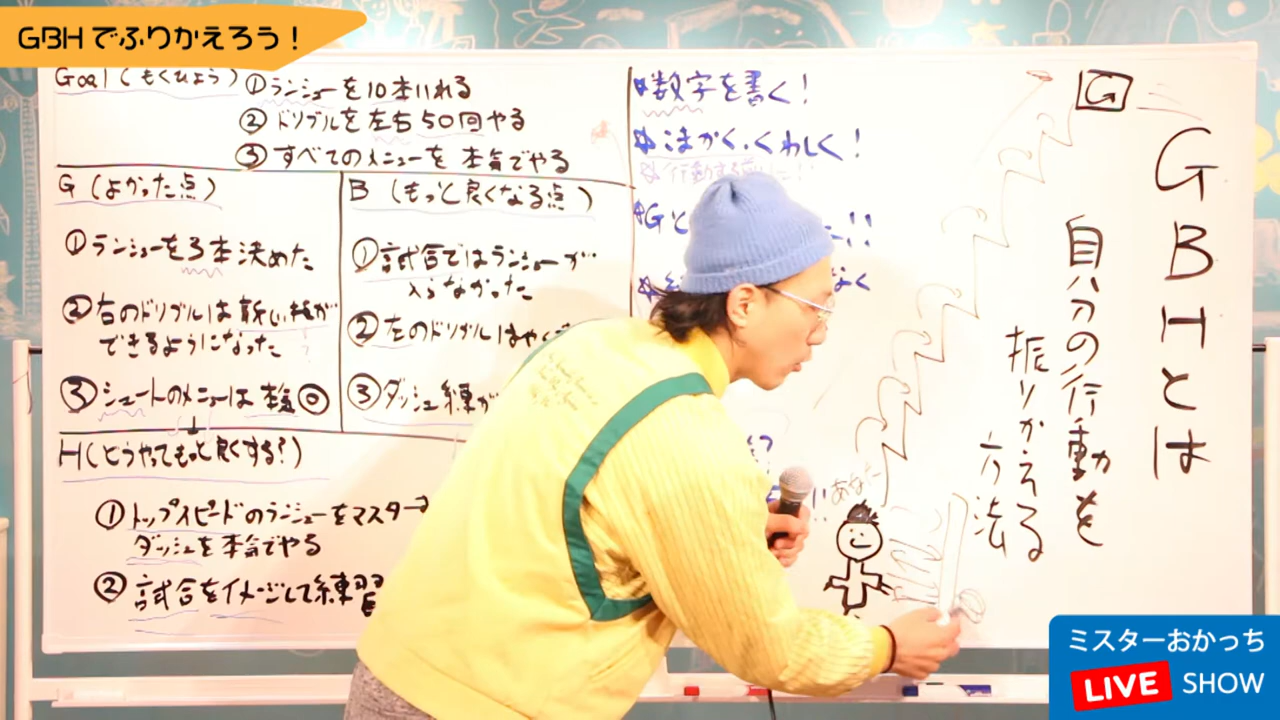 GBHでふりかえろう！
Goal（もくひょう）
①ランシューを10本いれる
②ドリブルを左右50回やる
③すべてのメニューを本気でやる
G（よかった点）
①ランシューを3本決めた
②右のドリブルは新しい技が
できるようになった
③シュートのメニューは本気◎
B（もっと良くなる点）
①試合ではランシューが
入らなかった
②左のドリブルはやく
③ダッシュ練が
H（どうやってもっと良くする？）
①トップスピードのランシューをマスター→
ダッシュを本気でやる
②試合をイメージして練習
数字を書く！
こまかく・くわしく！
Gと
なく
G
GBHとは
自分の行動を
振りかえる
方法
ミスターおかっち
LIVE SHOW